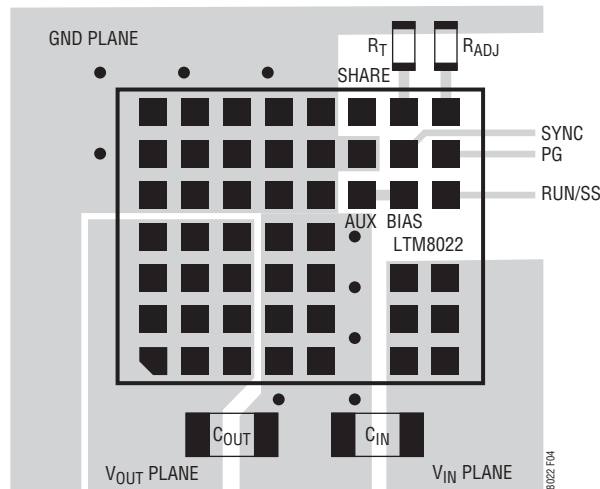 GND PLANE
RT
RADJ
SHARE
SYNC
PG
RUN/SS
AUX BIAS
LTM8022
COUT
CIN
VOUT PLANE
VIN PLANE
8022 F04